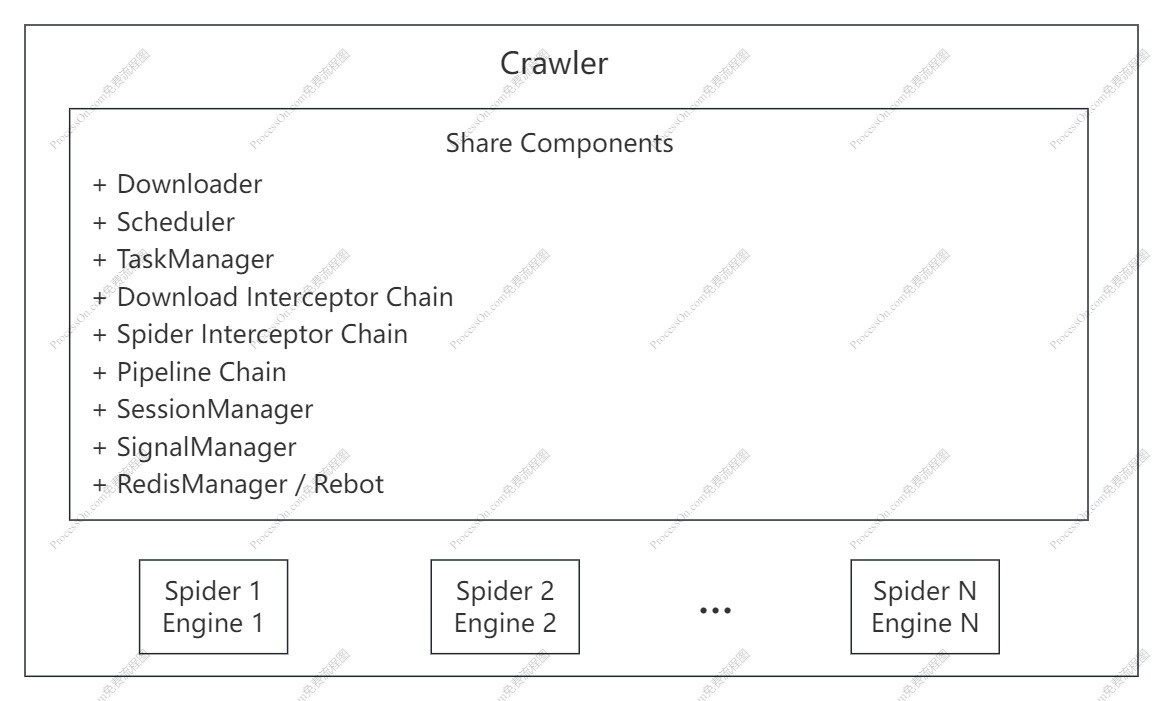 Crawler
Share Components
+ Downloader
+ Scheduler
+ TaskManager
+ Download Interceptor Chain
+ Spider Interceptor Chain
+ Pipeline Chain
+ SessionManager
+ SignalManager
+ RedisManager / Rebot
Spider 1
Engine 1
Spider 2
Engine 2
...
Spider N
Engine N
ProcessOn.com免费流程图